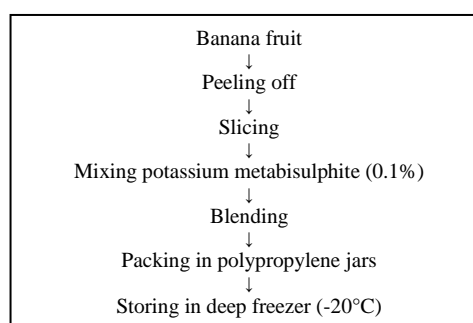 Banana fruit
↓
Peeling off
↓
Slicing
↓
Mixing potassium metabisulphite (0.1%)
↓
Blending
↓
Packing in polypropylene jars
↓
Storing in deep freezer (-20°C)